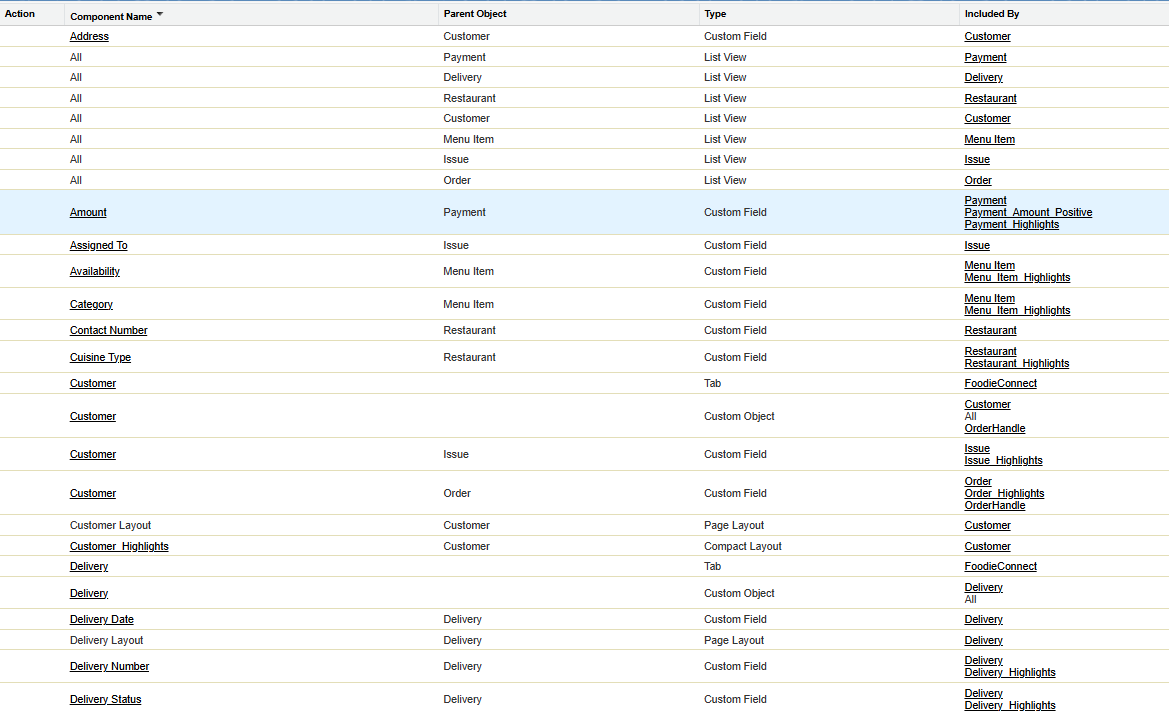 Action Component Name Parent Object Type Included By
Address Customer Custom Field Customer
All Payment List View Payment
All Delivery List View Delivery
All Restaurant List View Restaurant
All Customer List View Customer
All Menu Item List View Menu Item
All Issue List View Issue
All Order List View Order
Amount Payment Custom Field Payment
Payment_Amount_Positive
Payment_Highlights
Assigned To Issue Custom Field Issue
Availability Menu Item Custom Field Menu Item
Menu_Item_Highlights
Category Menu Item Custom Field Menu Item
Menu_Item_Highlights
Contact Number Restaurant Custom Field Restaurant
Cuisine Type Restaurant Custom Field Restaurant
Restaurant_Highlights
Customer Tab FoodieConnect
Customer Custom Object Customer
All
OrderHandle
Customer Issue Custom Field Issue
Issue_Highlights
Customer Order Custom Field Order
Order_Highlights
OrderHandle
Customer Layout Customer Page Layout Customer
Customer_Highlights Customer Compact Layout Customer
Delivery Tab FoodieConnect
Delivery Custom Object Delivery
All
Delivery Date Delivery Custom Field Delivery
Delivery Layout Delivery Page Layout Delivery
Delivery Number Delivery Custom Field Delivery
Delivery_Highlights
Delivery Status Delivery Custom Field Delivery
Delivery_Highlights